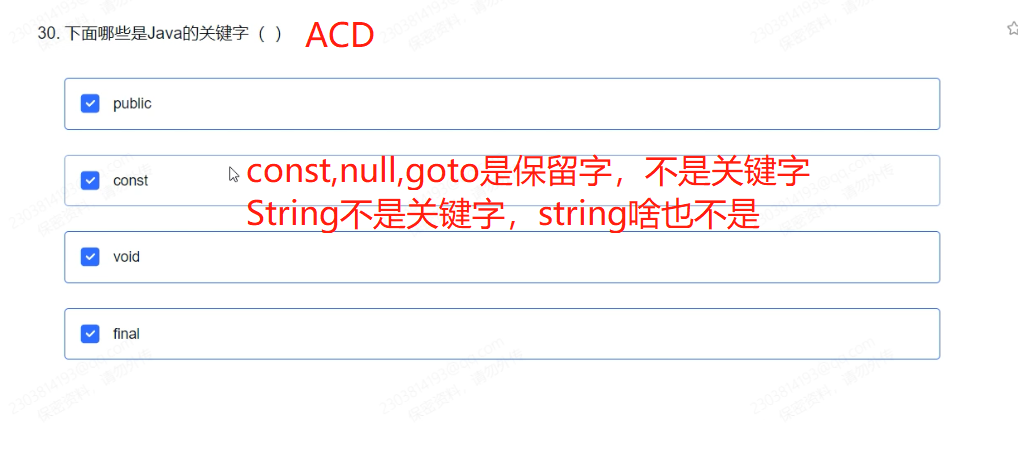 30. 下面哪些是Java的关键字（ ） ACD
public
const
const,null,goto是保留字，不是关键字
String不是关键字，string啥也不是
void
final